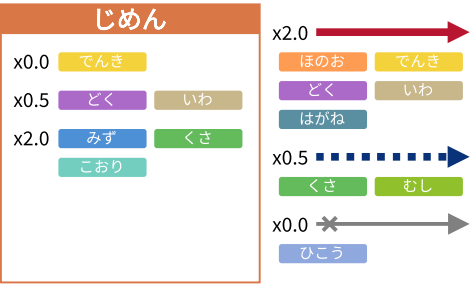 じめん
x0.0 でんき
x0.5 どく いわ
x2.0 みず くさ
こおり
x2.0
ほのお でんき
どく いわ
はがね
x0.5
くさ むし
x0.0
ひこう